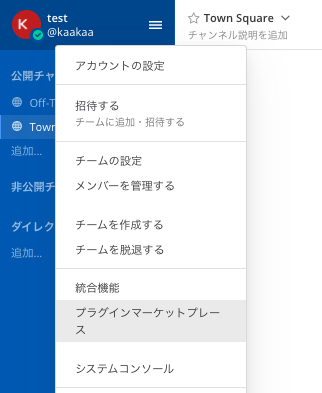 K
test
@kaakaa
Town Square
チャンネル説明を追加
公開チャ
Off-T
Town
追加...
非公開チ
ダイレク
追加...
アカウントの設定
招待する
チームに追加・招待する
チームの設定
メンバーを管理する
チームを作成する
チームを脱退する
統合機能
プラグインマーケットプレー
ス
システムコンソール